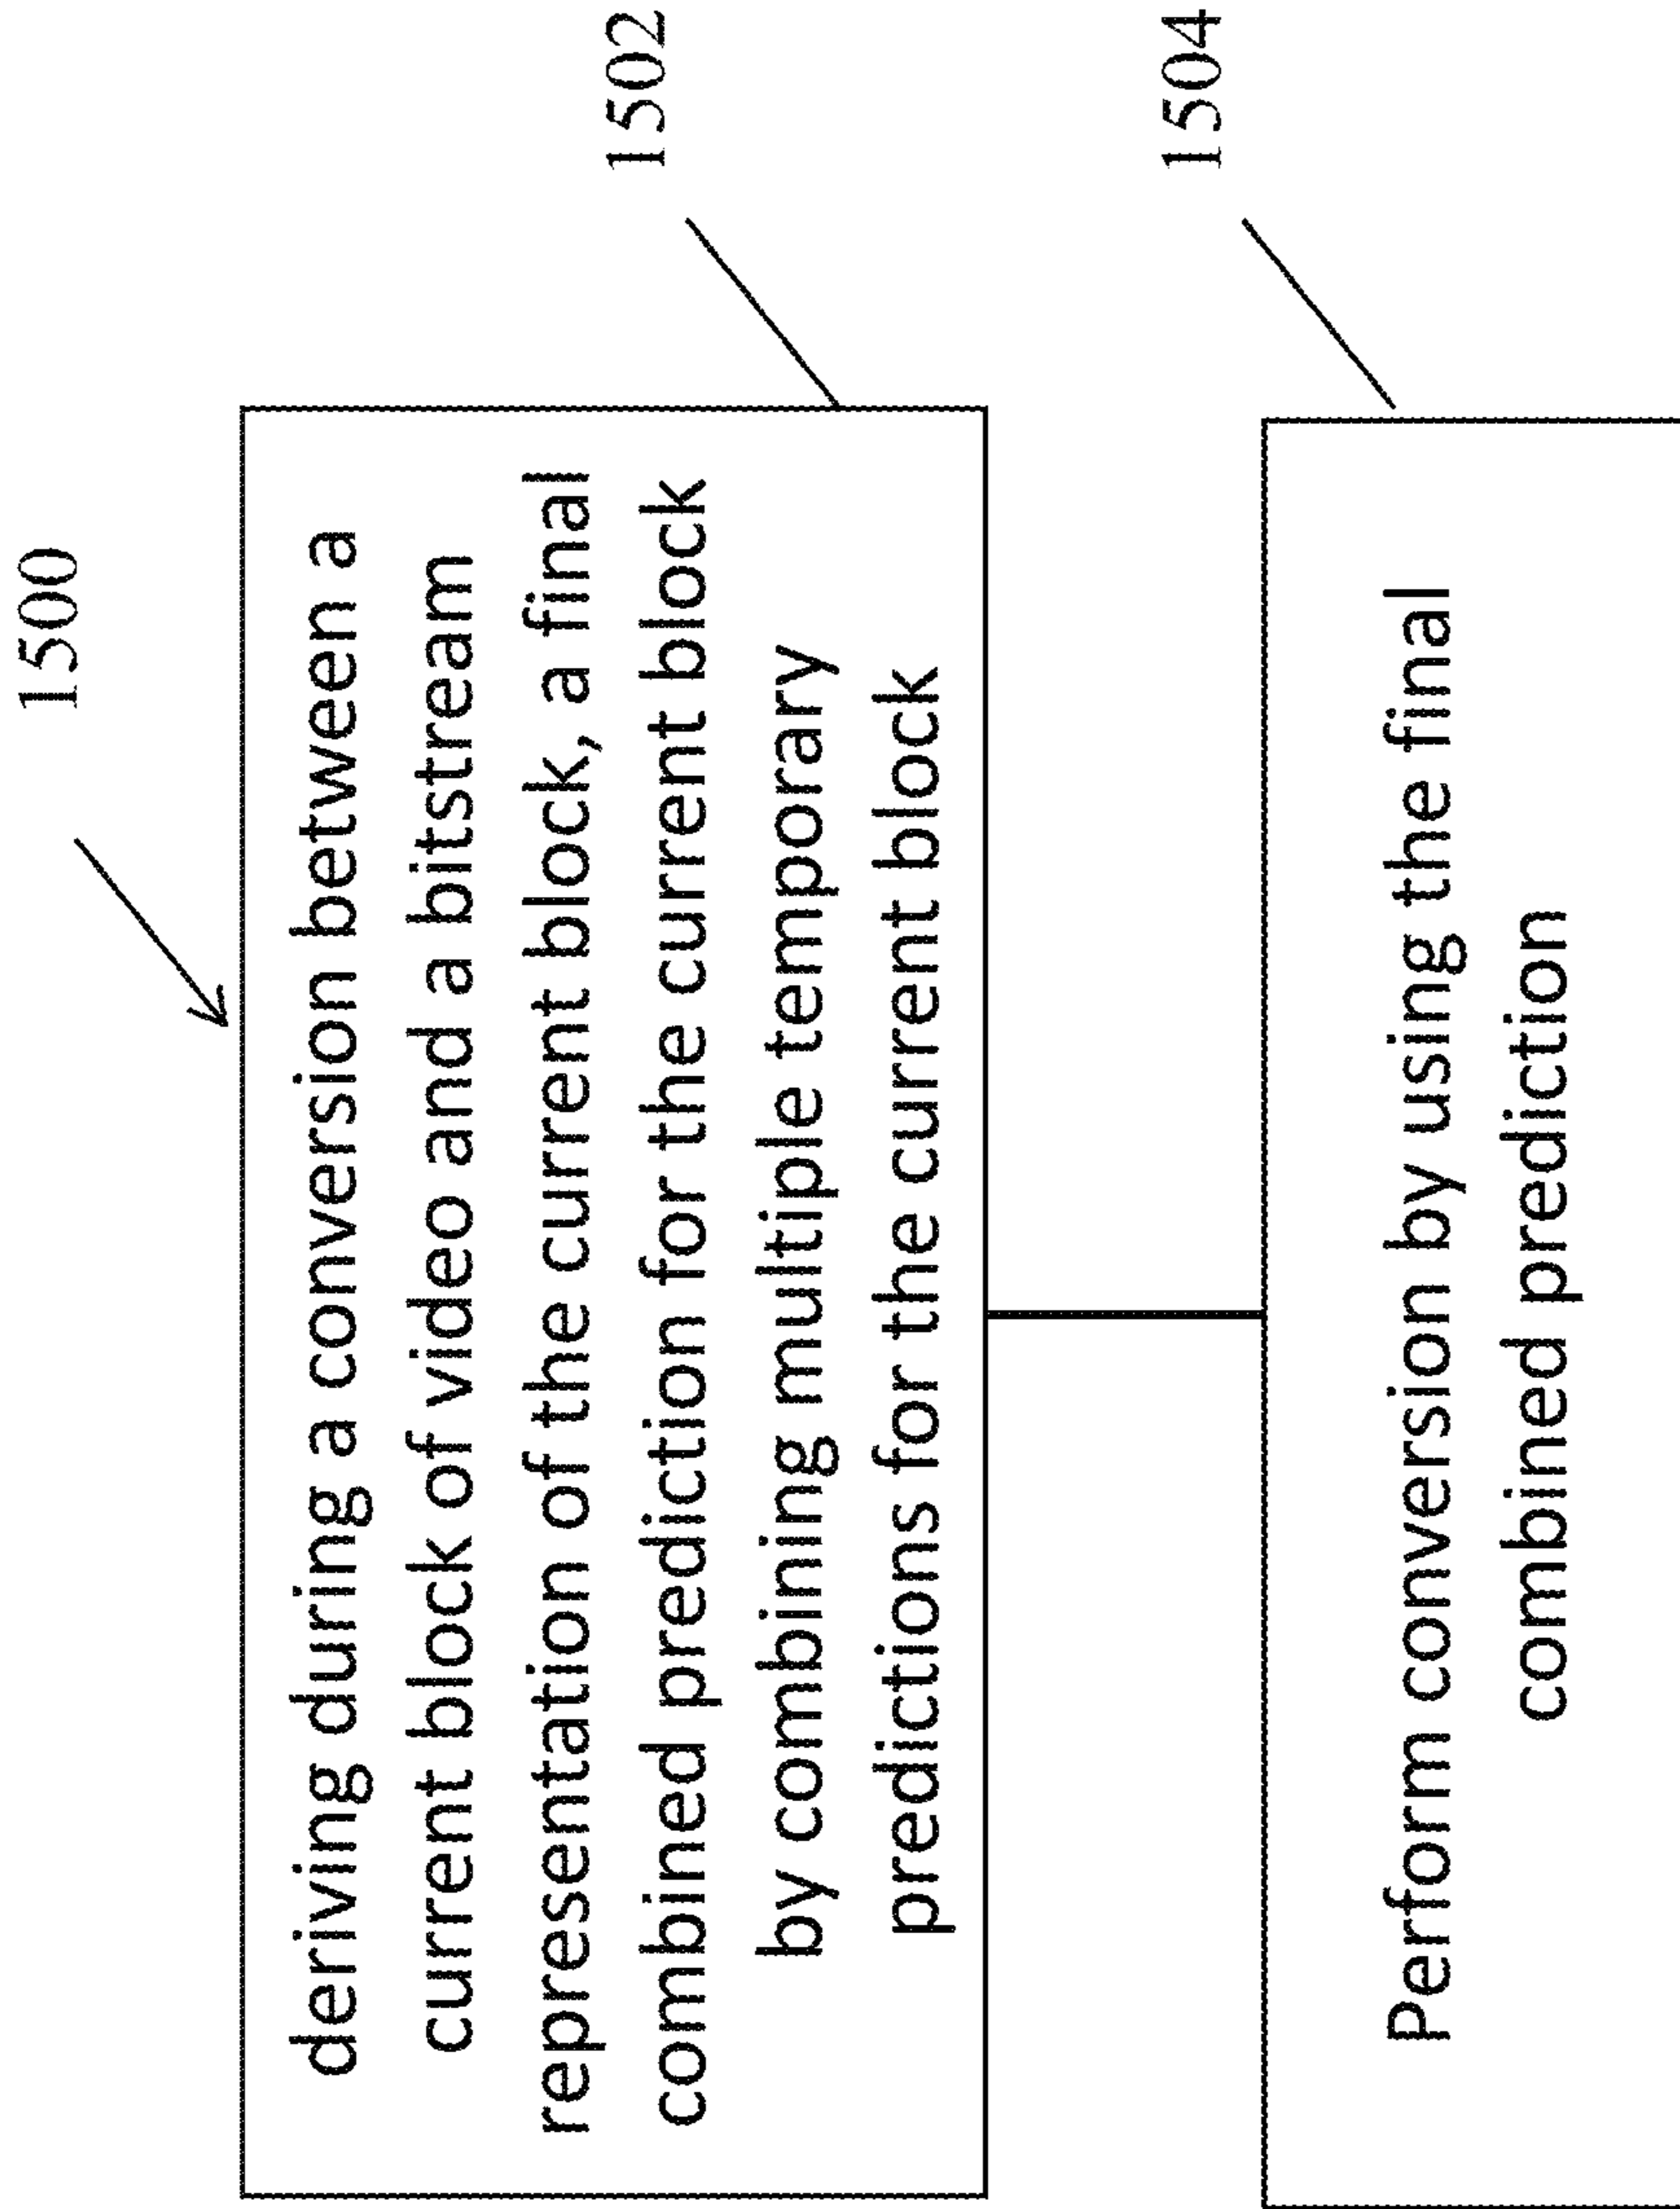 1500
deriving during a conversion between a
current block of video and a bitstream
representation of the current block, a final
combined prediction for the current block
by combining multiple temporary
predictions for the current block
1502
Perform conversion by using the final
combined prediction
1504